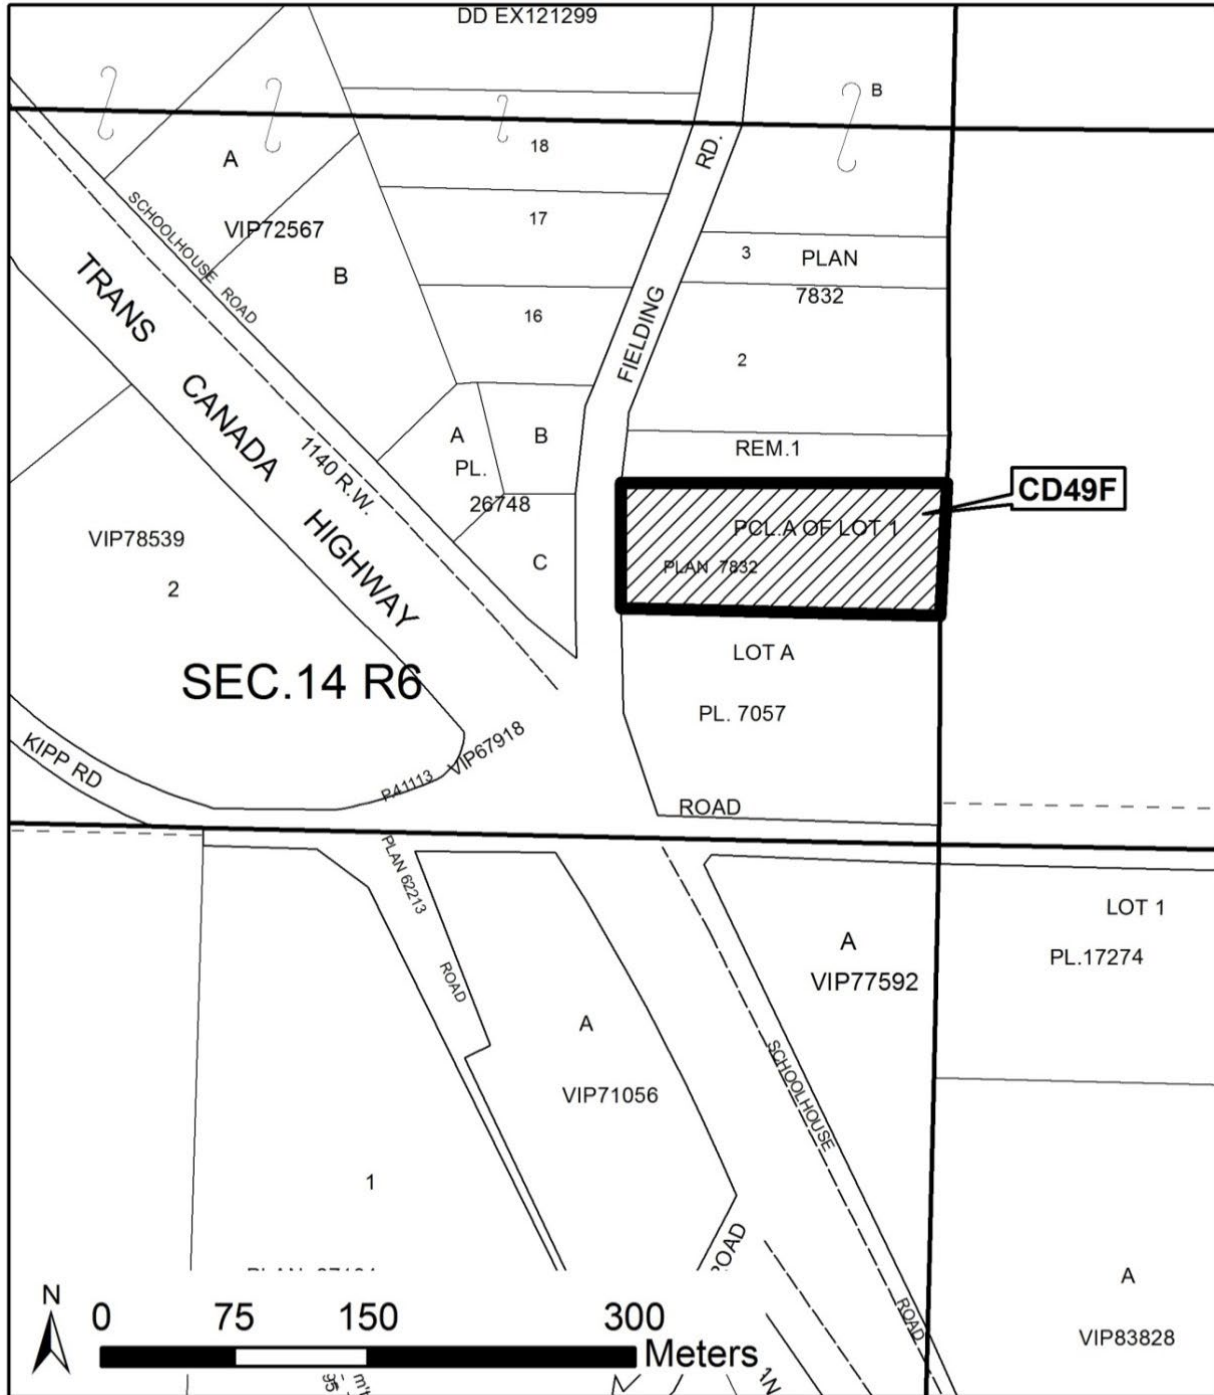 DD EX121299
B
18
A
RD.
17
VIP72567
SCHOOLHOUSE ROAD
B
3
PLAN
7832
TRANS CANADA HIGHWAY
16
FIELDING
2
1140 R.W.
A
B
REM.1
PL.
26748
CD49F
VIP78539
PCL.A OF LOT 1
C
PLAN 7832
2
LOT A
SEC.14 R6
PL. 7057
KIPP RD
VIP67918
P.41113
ROAD
PLAN 62213
LOT 1
A
PL.17274
VIP77592
ROAD
A
VIP71056
SCHOOLHOUSE
1
ROAD
A
ROAD
VIP83828
N
0 75 150 300
Meters